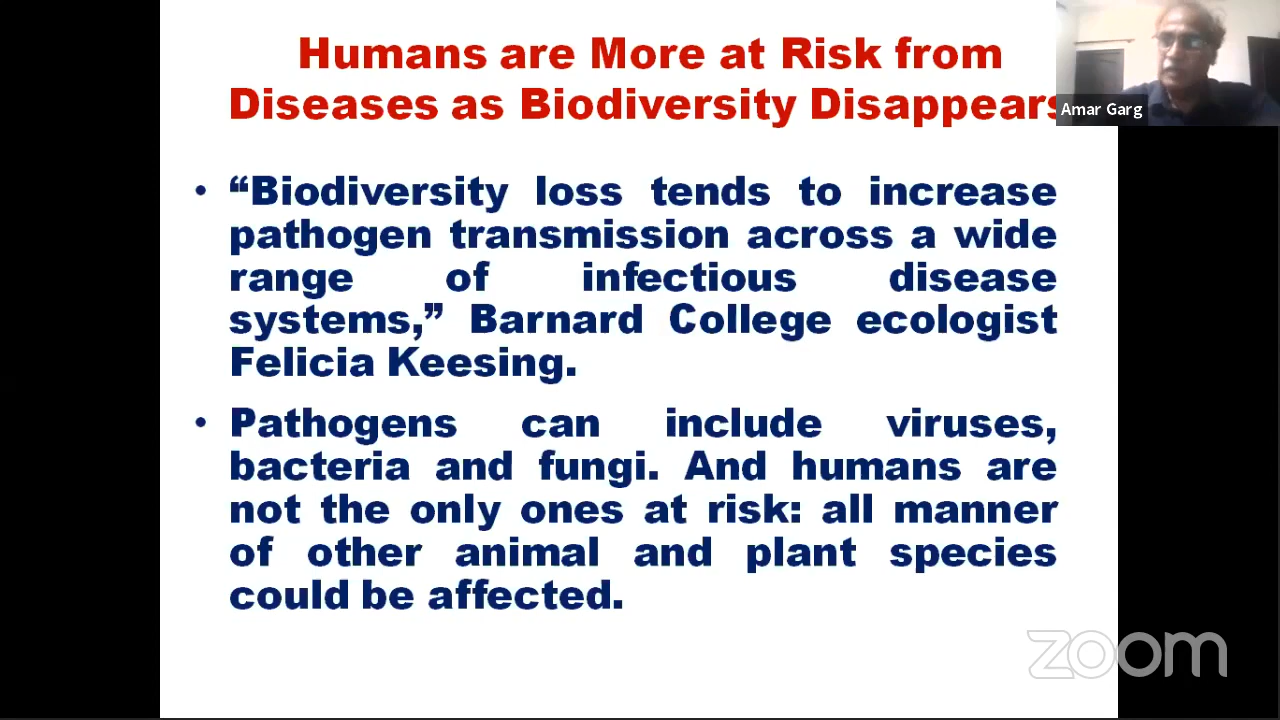 Humans are More at Risk from
Diseases as Biodiversity Disappears
Amar Garg
• “Biodiversity loss tends to increase
pathogen transmission across a wide
range of infectious disease
systems,” Barnard College ecologist
Felicia Keesing.
• Pathogens can include viruses,
bacteria and fungi. And humans are
not the only ones at risk: all manner
of other animal and plant species
could be affected.
zoom